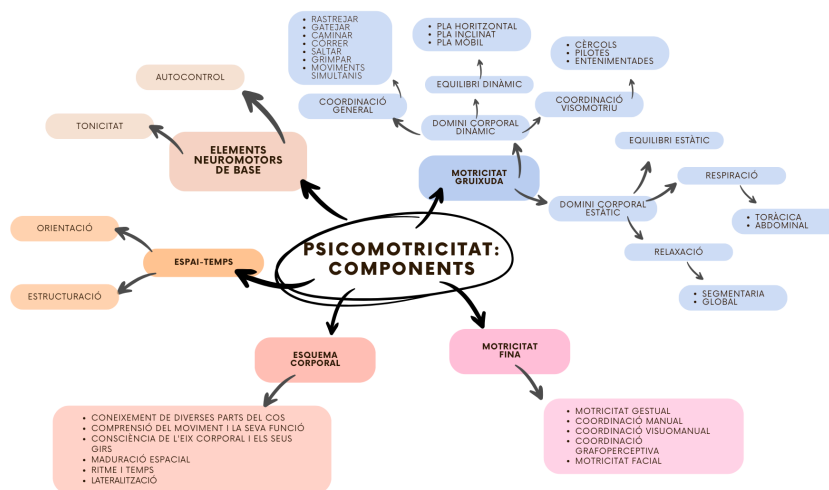 RASTREJAR
GATEJAR
CAMINAR
CÓRRER
SALTAR
GRIMPAR
MOVIMENTS
SIMULTANIS
PLA HORITZONTAL
PLA INCLINAT
PLA MÒBIL
CÈRCOLS
PILOTES
ENTENIMENTADES
AUTOCONTROL
EQUILIBRI DINÀMIC
COORDINACIÓ
GENERAL
COORDINACIÓ
VISOMOTRIU
TONICITAT
DOMINI CORPORAL
DINÀMIC
ELEMENTS
NEUROMOTORS
DE BASE
EQUILIBRI ESTÀTIC
MOTRICITAT
GRUIXUDA
RESPIRACIÓ
DOMINI CORPORAL
ESTÀTIC
TORÀCICA
ABDOMINAL
ORIENTACIÓ
PSICOMOTRICITAT:
COMPONENTS
RELAXACIÓ
ESPAI-TEMPS
ESTRUCTURACIÓ
SEGMENTARIA
GLOBAL
ESQUEMA
CORPORAL
MOTRICITAT
FINA
CONEIXEMENT DE DIVERSES PARTS DEL COS
COMPRENSIÓ DEL MOVIMENT I LA SEVA FUNCIÓ
CONSCIÈNCIA DE L'EIX CORPORAL I ELS SEUS
GIRS
MADURACIÓ ESPACIAL
RITME I TEMPS
LATERALITZACIÓ
MOTRICITAT GESTUAL
COORDINACIÓ MANUAL
COORDINACIÓ VISUOMANUAL
COORDINACIÓ
GRAFOPERCEPTIVA
MOTRICITAT FACIAL